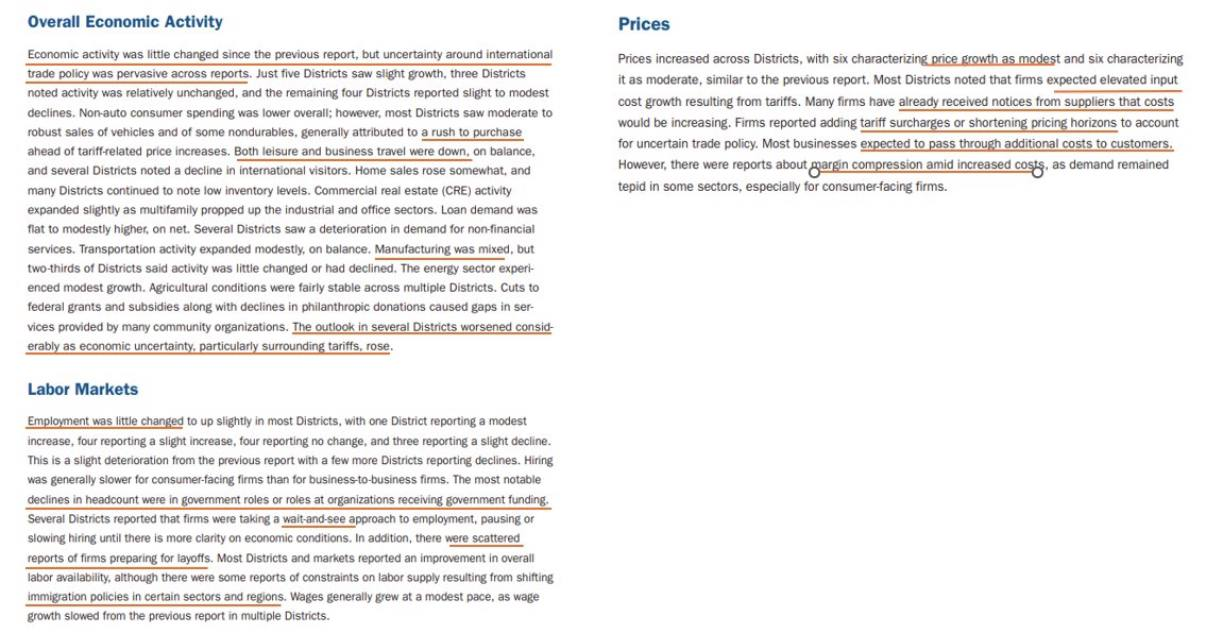 Overall Economic Activity
Economic activity was little changed since the previous report, but uncertainty around international
trade policy was pervasive across reports. Just five Districts saw slight growth, three Districts
noted activity was relatively unchanged, and the remaining four Districts reported slight to modest
declines. Non-auto consumer spending was lower overall; however, most Districts saw moderate to
robust sales of vehicles and of some nondurables, generally attributed to a rush to purchase
ahead of tariff-related price increases. Both leisure and business travel were down, on balance,
and several Districts noted a decline in international visitors. Home sales rose somewhat, and
many Districts continued to note low inventory levels. Commercial real estate (CRE) activity
expanded slightly as multifamily propped up the industrial and office sectors. Loan demand was
flat to modestly higher, on net. Several Districts saw a deterioration in demand for non-financial
services. Transportation activity expanded modestly, on balance. Manufacturing was mixed, but
two-thirds of Districts said activity was little changed or had declined. The energy sector experi-
enced modest growth. Agricultural conditions were fairly stable across multiple Districts. Cuts to
federal grants and subsidies along with declines in philanthropic donations caused gaps in ser-
vices provided by many community organizations. The outlook in several Districts worsened consid-
erably as economic uncertainty, particularly surrounding tariffs, rose.
Labor Markets
Employment was little changed to up slightly in most Districts, with one District reporting a modest
increase, four reporting a slight increase, four reporting no change, and three reporting a slight decline.
This is a slight deterioration from the previous report with a few more Districts reporting declines. Hiring
was generally slower for consumer-facing firms than for business-to-business firms. The most notable
declines in headcount were in government roles or roles at organizations receiving government funding.
Several Districts reported that firms were taking a wait-and-see approach to employment, pausing or
slowing hiring until there is more clarity on economic conditions. In addition, there were scattered
reports of firms preparing for layoffs. Most Districts and markets reported an improvement in overall
labor availability, although there were some reports of constraints on labor supply resulting from shifting
immigration policies in certain sectors and regions. Wages generally grew at a modest pace, as wage
growth slowed from the previous report in multiple Districts.
Prices
Prices increased across Districts, with six characterizing price growth as modest and six characterizing
it as moderate, similar to the previous report. Most Districts noted that firms expected elevated input
cost growth resulting from tariffs. Many firms have already received notices from suppliers that costs
would be increasing. Firms reported adding tariff surcharges or shortening pricing horizons to account
for uncertain trade policy. Most businesses expected to pass through additional costs to customers.
However, there were reports about margin compression amid increased costs, as demand remained
tepid in some sectors, especially for consumer-facing firms.